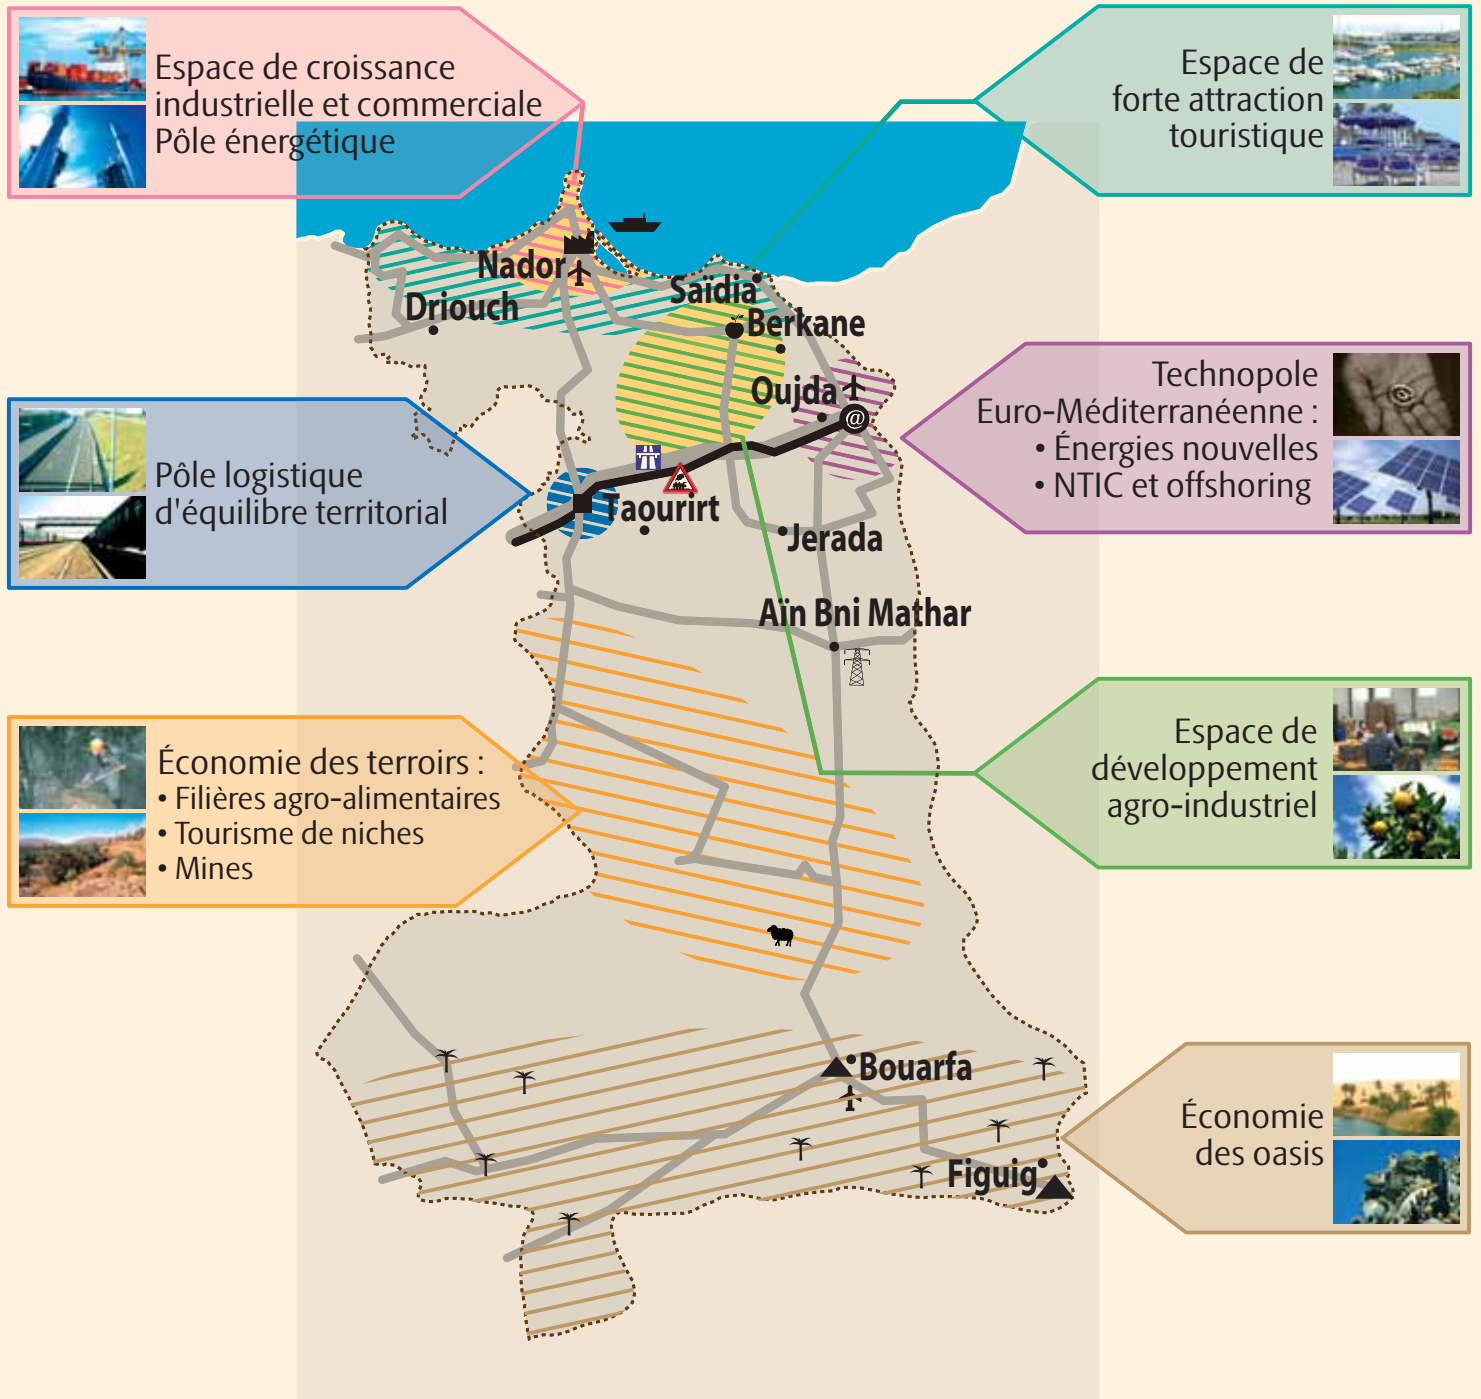 Espace de croissance
industrielle et commerciale
Pôle énergétique
Espace de
forte attraction
touristique
Nador
Saïdia
Driouch
Berkane
Technopole
Euro-Méditerranéenne :
• Énergies nouvelles
• NTIC et offshoring
Oujda
@
Pôle logistique
d'équilibre territorial
Taourirt
Jerada
Aïn Bni Mathar
Économie des terroirs :
• Filières agro-alimentaires
• Tourisme de niches
• Mines
Espace de
développement
agro-industriel
Bouarfa
Économie
des oasis
Figuig